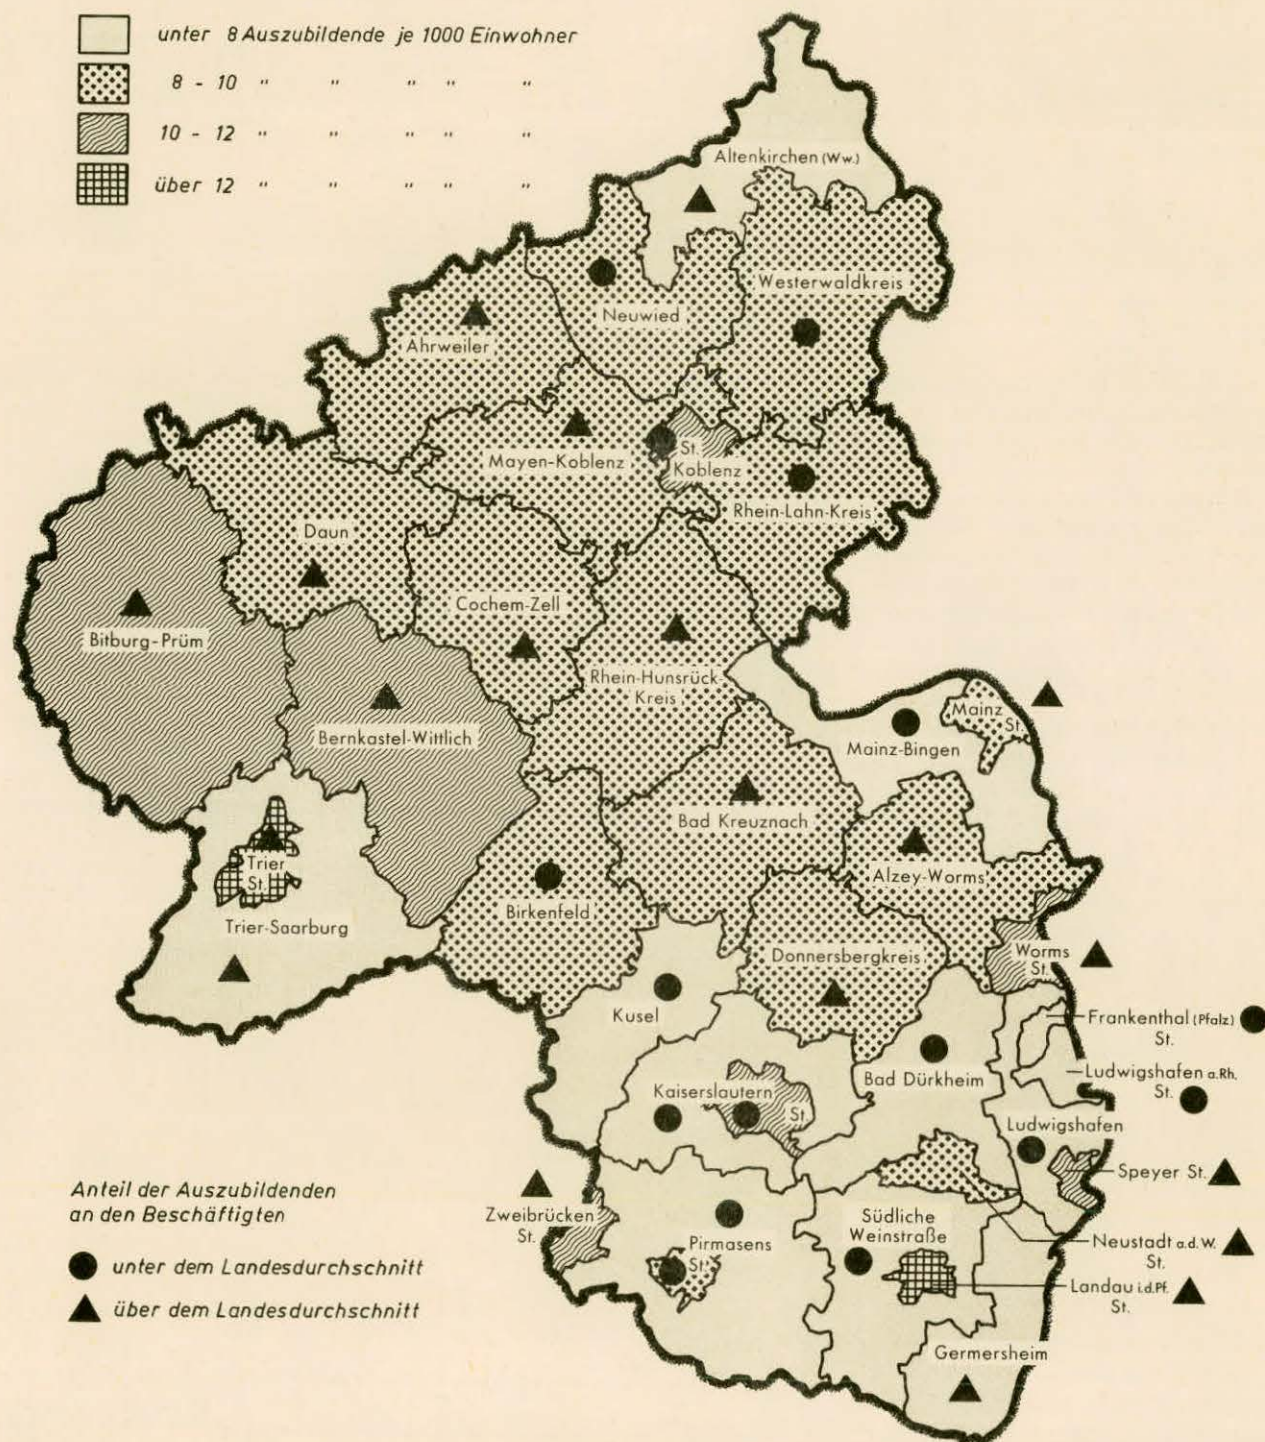 unter 8 Auszubildende je 1000 Einwohner
8 - 10 " " " " "
10 - 12 " " " " "
über 12 " " " " "
Altenkirchen (Ww.)
Westerwaldkreis
Neuwied
Ahrweiler
Mayen-Koblenz
St.
Koblenz
Rhein-Lahn-Kreis
Daun
Cochem-Zell
Bitburg-Prüm
Rhein-Hunsrück-
Kreis
Bernkastel-Wittlich
Mainz
St.
Mainz-Bingen
Bad Kreuznach
Trier
St.
Alzey-Worms
Birkenfeld
Trier-Saarburg
Donnersbergkreis
Worms
St.
Kusel
Frankenthal (Pfalz)
St.
Bad Dürkheim
Ludwigshafen a.Rh.
St.
Kaiserslautern
St.
Ludwigshafen
Speyer St.
Anteil der Auszubildenden
an den Beschäftigten
unter dem Landesdurchschnitt
über dem Landesdurchschnitt
Zweibrücken
St.
Pirmasens
St.
Südliche
Weinstraße
Neustadt a.d.W.
St.
Landau i.d.Pf.
St.
Germersheim